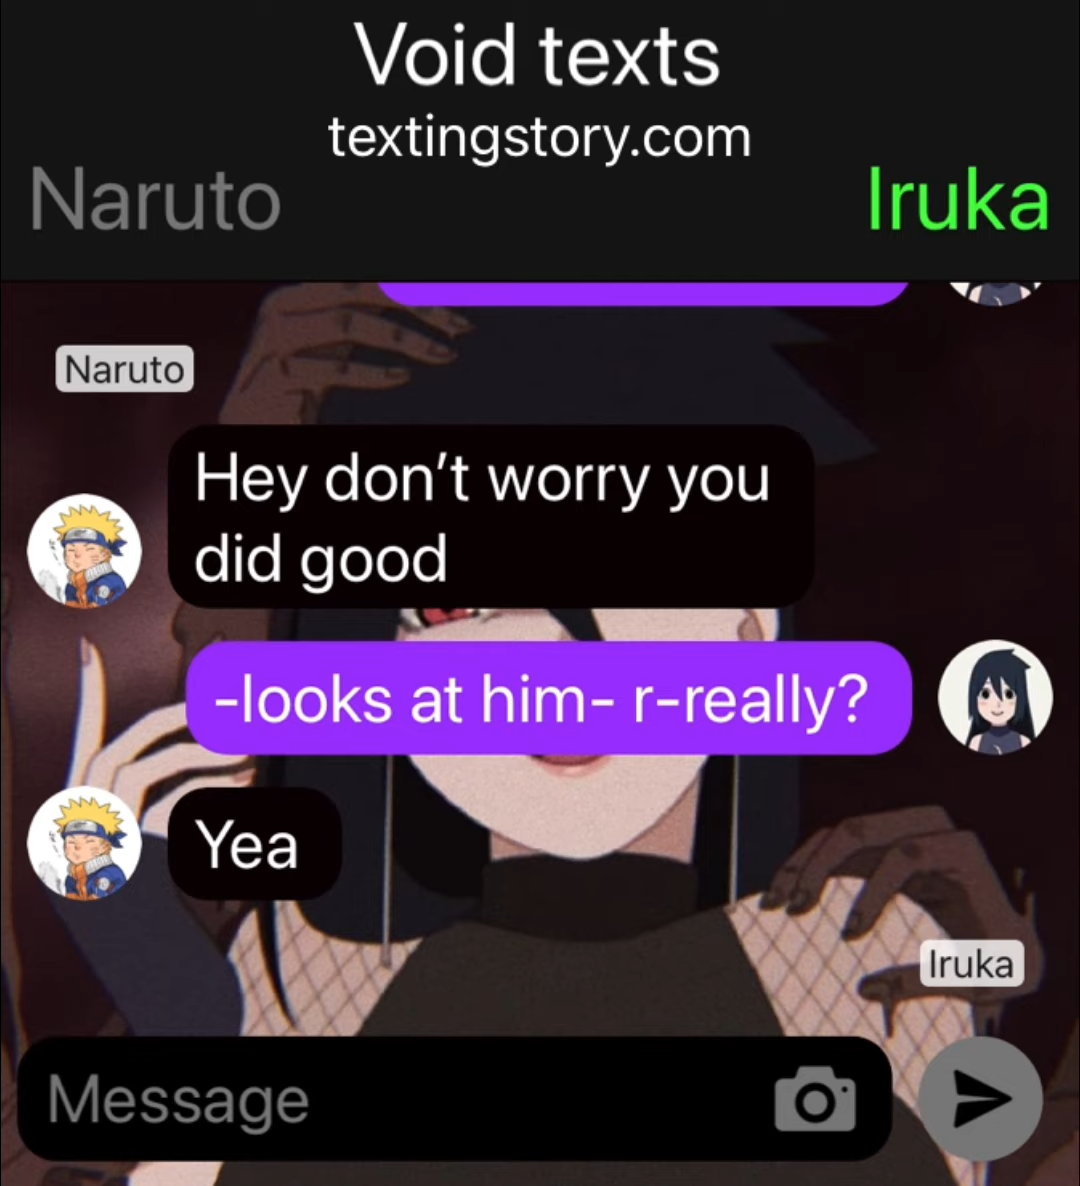 Void texts
textingstory.com
Naruto
Iruka
Naruto
Hey don’t worry you
did good
-looks at him- r-really?
Yea
Iruka
Message